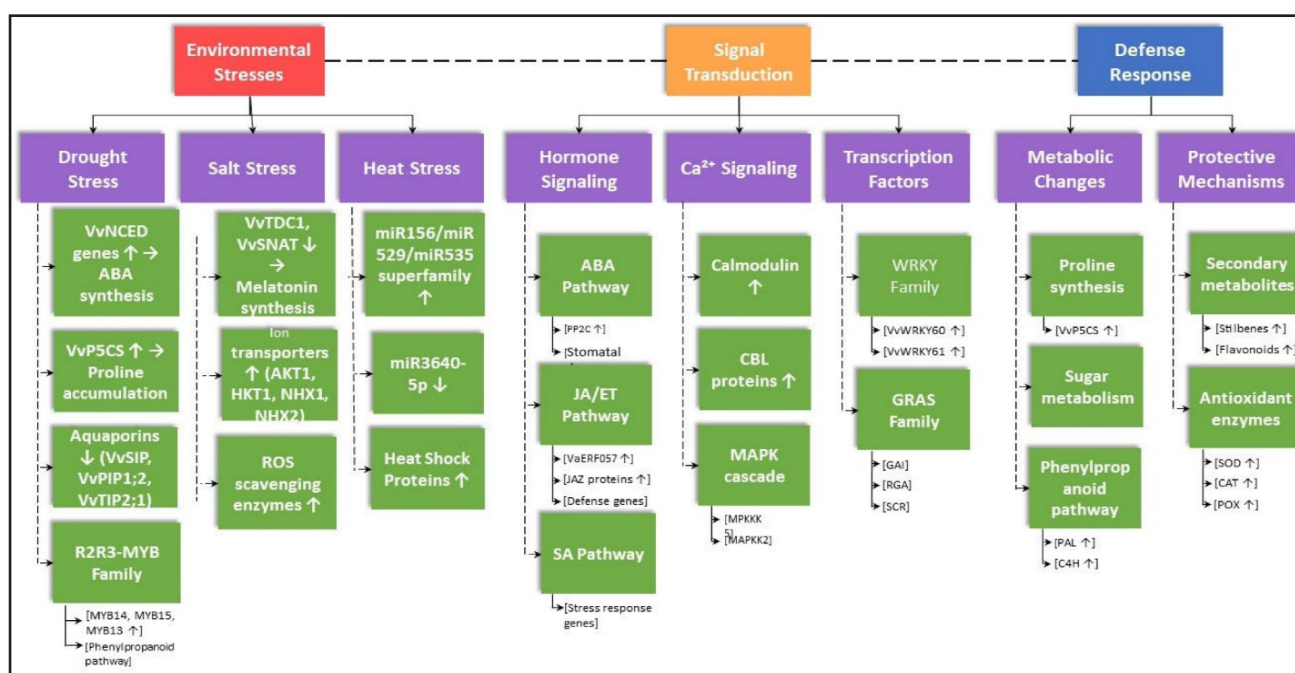 Environmental
Stresses
Signal
Transduction
Defense
Response
Drought
Stress
Salt Stress
Heat Stress
Hormone
Signaling
Ca²⁺ Signaling
Transcription
Factors
Metabolic
Changes
Protective
Mechanisms
VvNCED
genes ↑ → ABA
synthesis
VvP5CS ↑ →
Proline
accumulation
Aquaporins
↓ (VvSIP,
VvPIP1;2,
VvTIP2;1)
R2R3-MYB
Family
[MYB14, MYB15,
MYB13 ↑]
[Phenylpropanoid
pathway]
VvTDC1,
VvSNAT ↓
→
Melatonin
synthesis
Ion
transporters
↑ (AKT1,
HKT1, NHX1,
NHX2)
ROS
scavenging
enzymes ↑
miR156/miR
529/miR535
superfamily
↑
miR3640-
5p ↓
Heat Shock
Proteins ↑
ABA
Pathway
[PP2C ↑]
[Stomatal
JA/ET
Pathway
[VaERF057 ↑]
[JAZ proteins ↑]
[Defense genes]
SA Pathway
[Stress response
genes]
Calmodulin
↑
CBL
proteins ↑
MAPK
cascade
[MPKKK
5]
[MAPKK2]
WRKY
Family
[VvWRKY60 ↑]
[VvWRKY61 ↑]
GRAS
Family
[GAI]
[RGA]
[SCR]
Proline
synthesis
[VvP5CS ↑]
Sugar
metabolism
Phenylprop
anoid
pathway
[PAL ↑]
[C4H ↑]
Secondary
metabolites
[Stilbenes ↑]
[Flavonoids ↑]
Antioxidant
enzymes
[SOD ↑]
[CAT ↑]
[POX ↑]